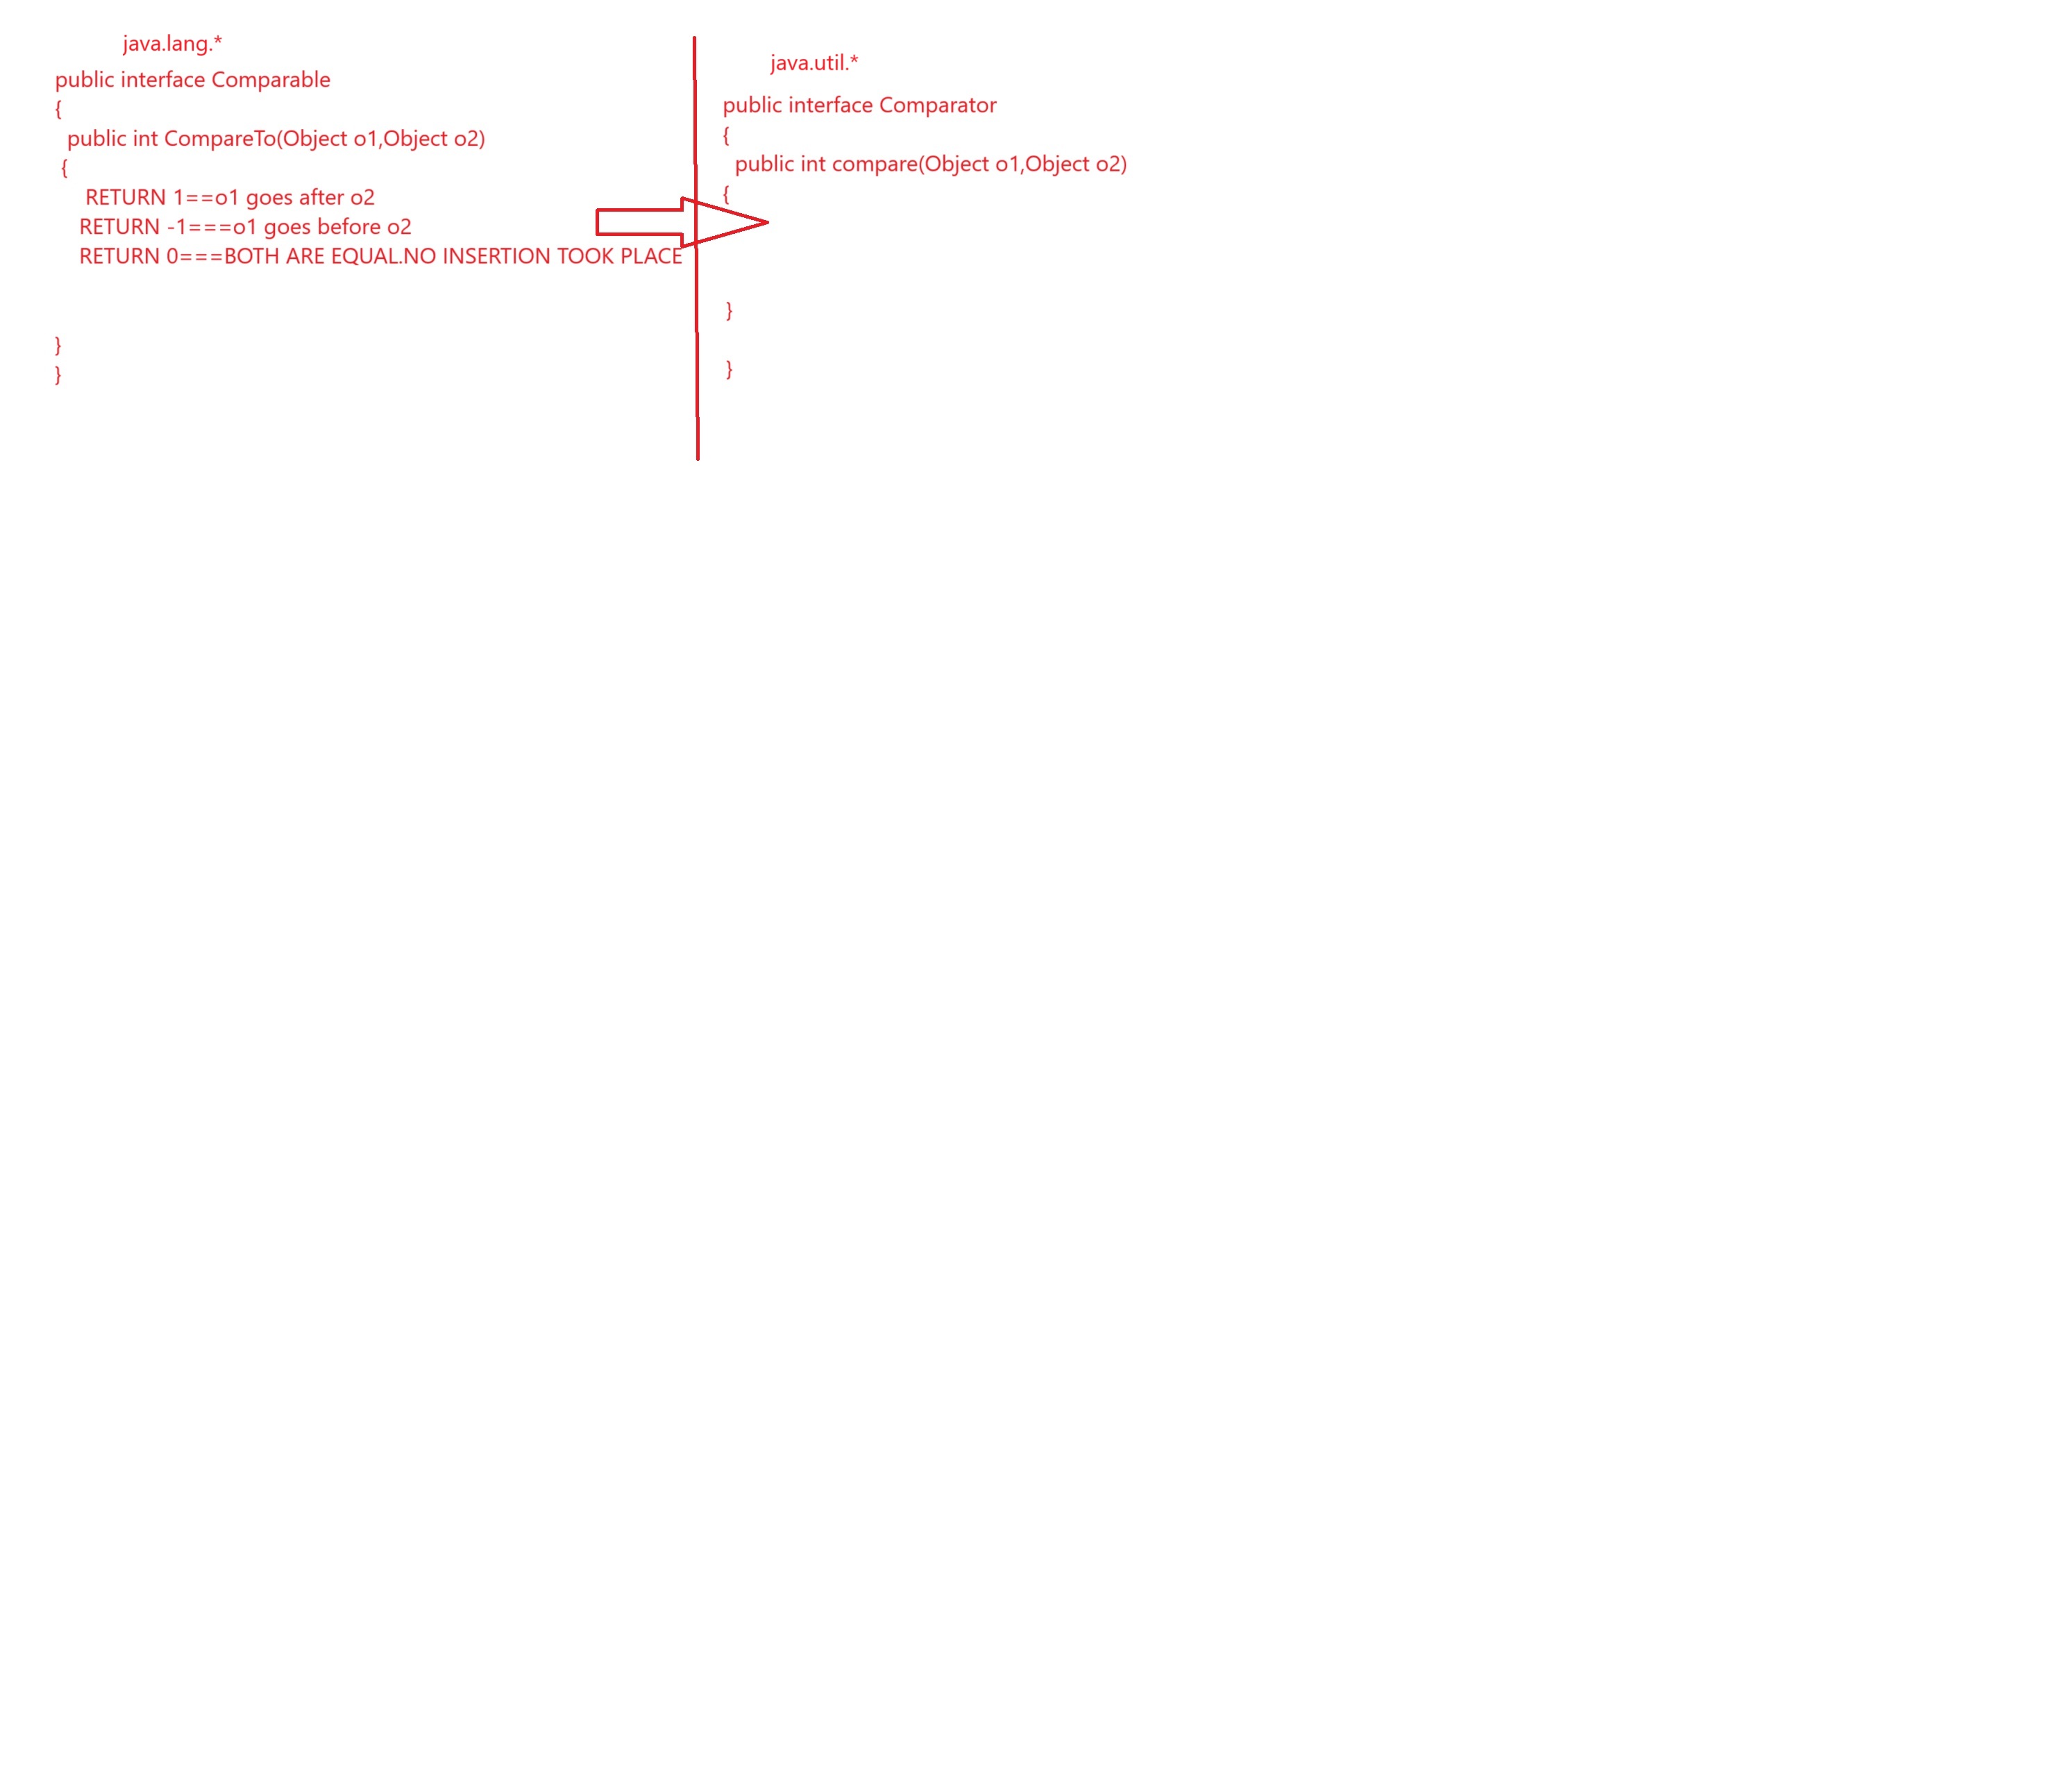 java.lang.*
public interface Comparable
{
public int CompareTo(Object o1,Object o2)
{
RETURN 1==o1 goes after o2
RETURN -1===o1 goes before o2
RETURN 0===BOTH ARE EQUAL.NO INSERTION TOOK PLACE
}
}
java.util.*
public interface Comparator
{
public int compare(Object o1,Object o2)
{
}
}